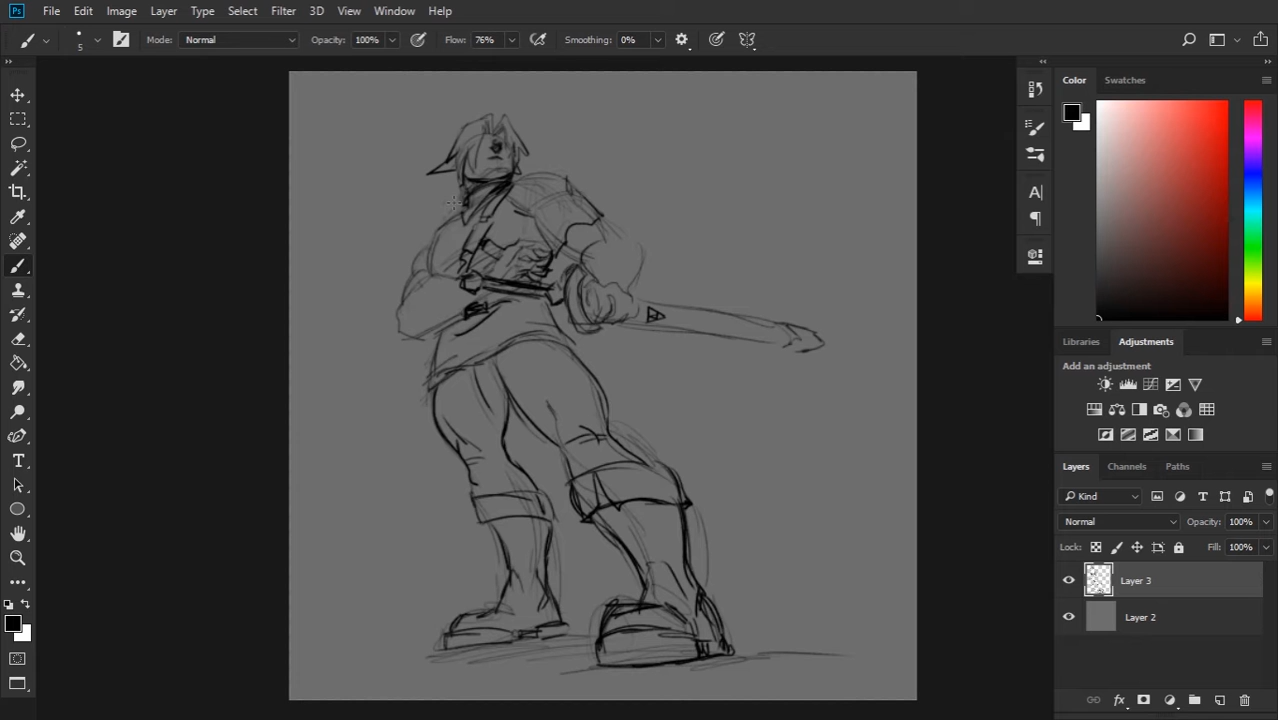 Ps File Edit Image Layer Type Select Filter 3D View Window Help
5 Mode: Normal Opacity: 100% Flow: 76% Smoothing: 0%
Color Swatches
Libraries Adjustments
Add an adjustment
Layers Channels Paths
Kind
Normal Opacity: 100%
Lock: Fill: 100%
Layer 3
Layer 2